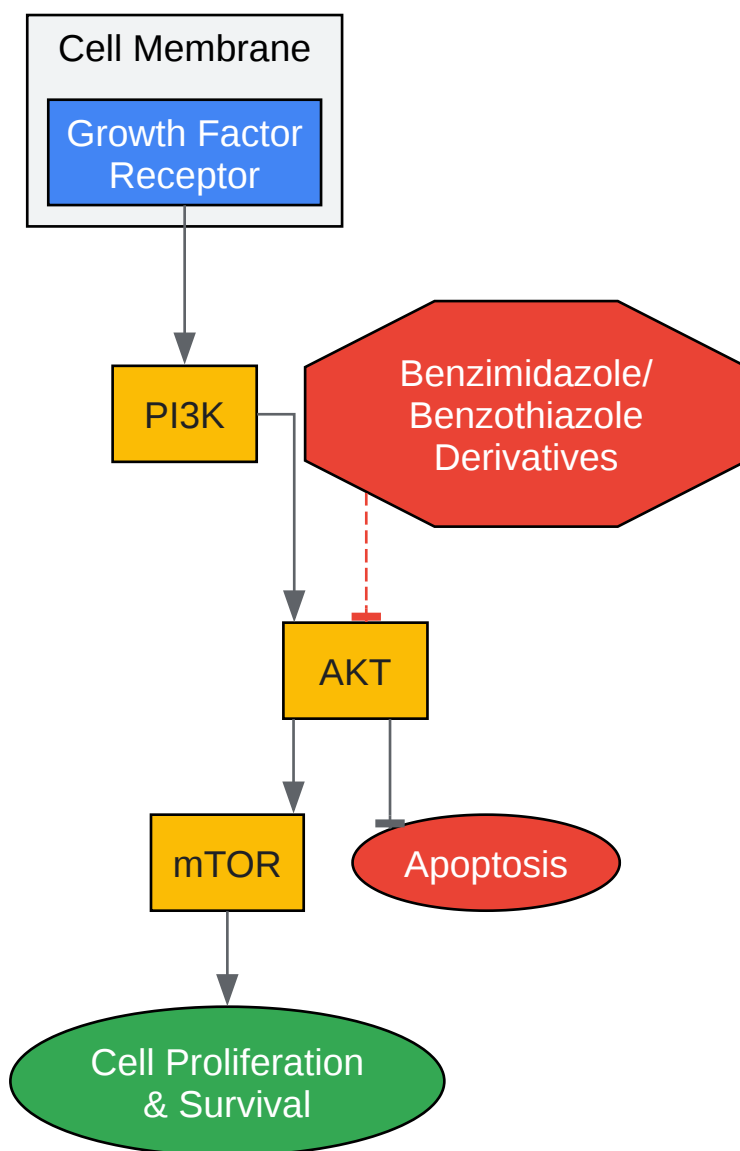 Cell Membrane
Growth Factor
Receptor
PI3K
Benzimidazole/
Benzothiazole
Derivatives
AKT
mTOR
Apoptosis
Cell Proliferation
& Survival